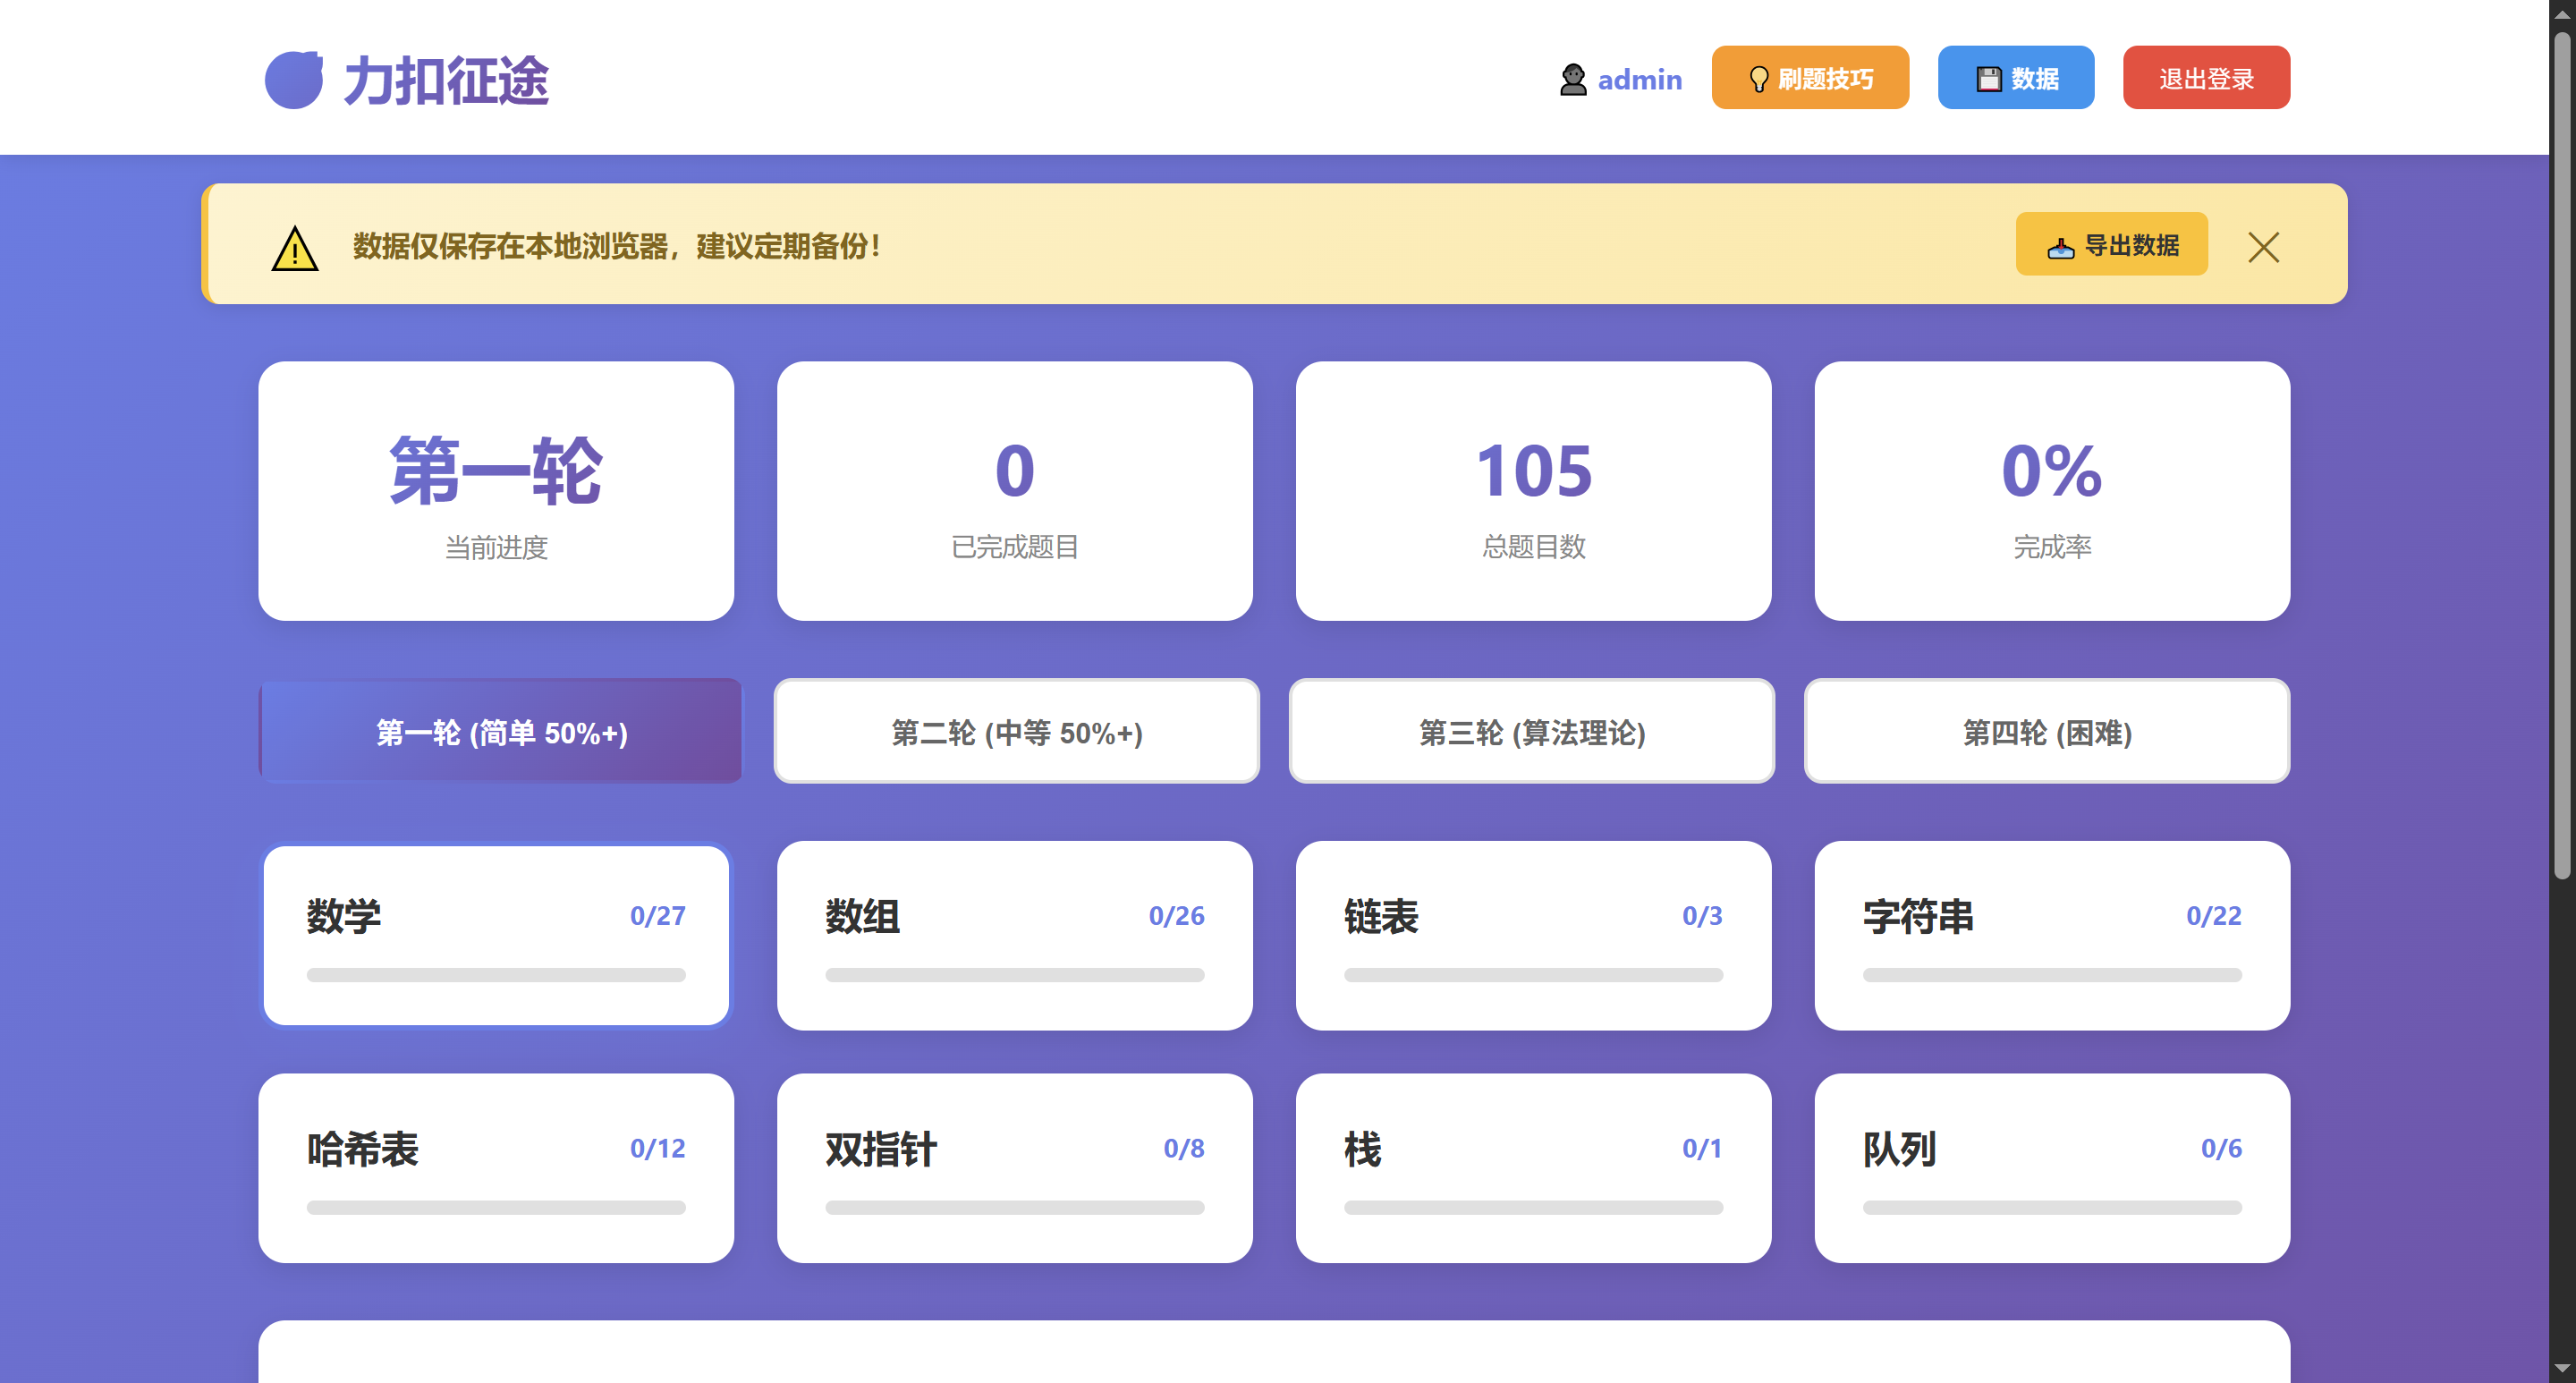 力扣征途
admin
刷题技巧
数据
退出登录
数据仅保存在本地浏览器，建议定期备份！
导出数据
第一轮
当前进度
0
已完成题目
105
总题目数
0%
完成率
第一轮 (简单 50%+)
第二轮 (中等 50%+)
第三轮 (算法理论)
第四轮 (困难)
数学
0/27
数组
0/26
链表
0/3
字符串
0/22
哈希表
0/12
双指针
0/8
栈
0/1
队列
0/6